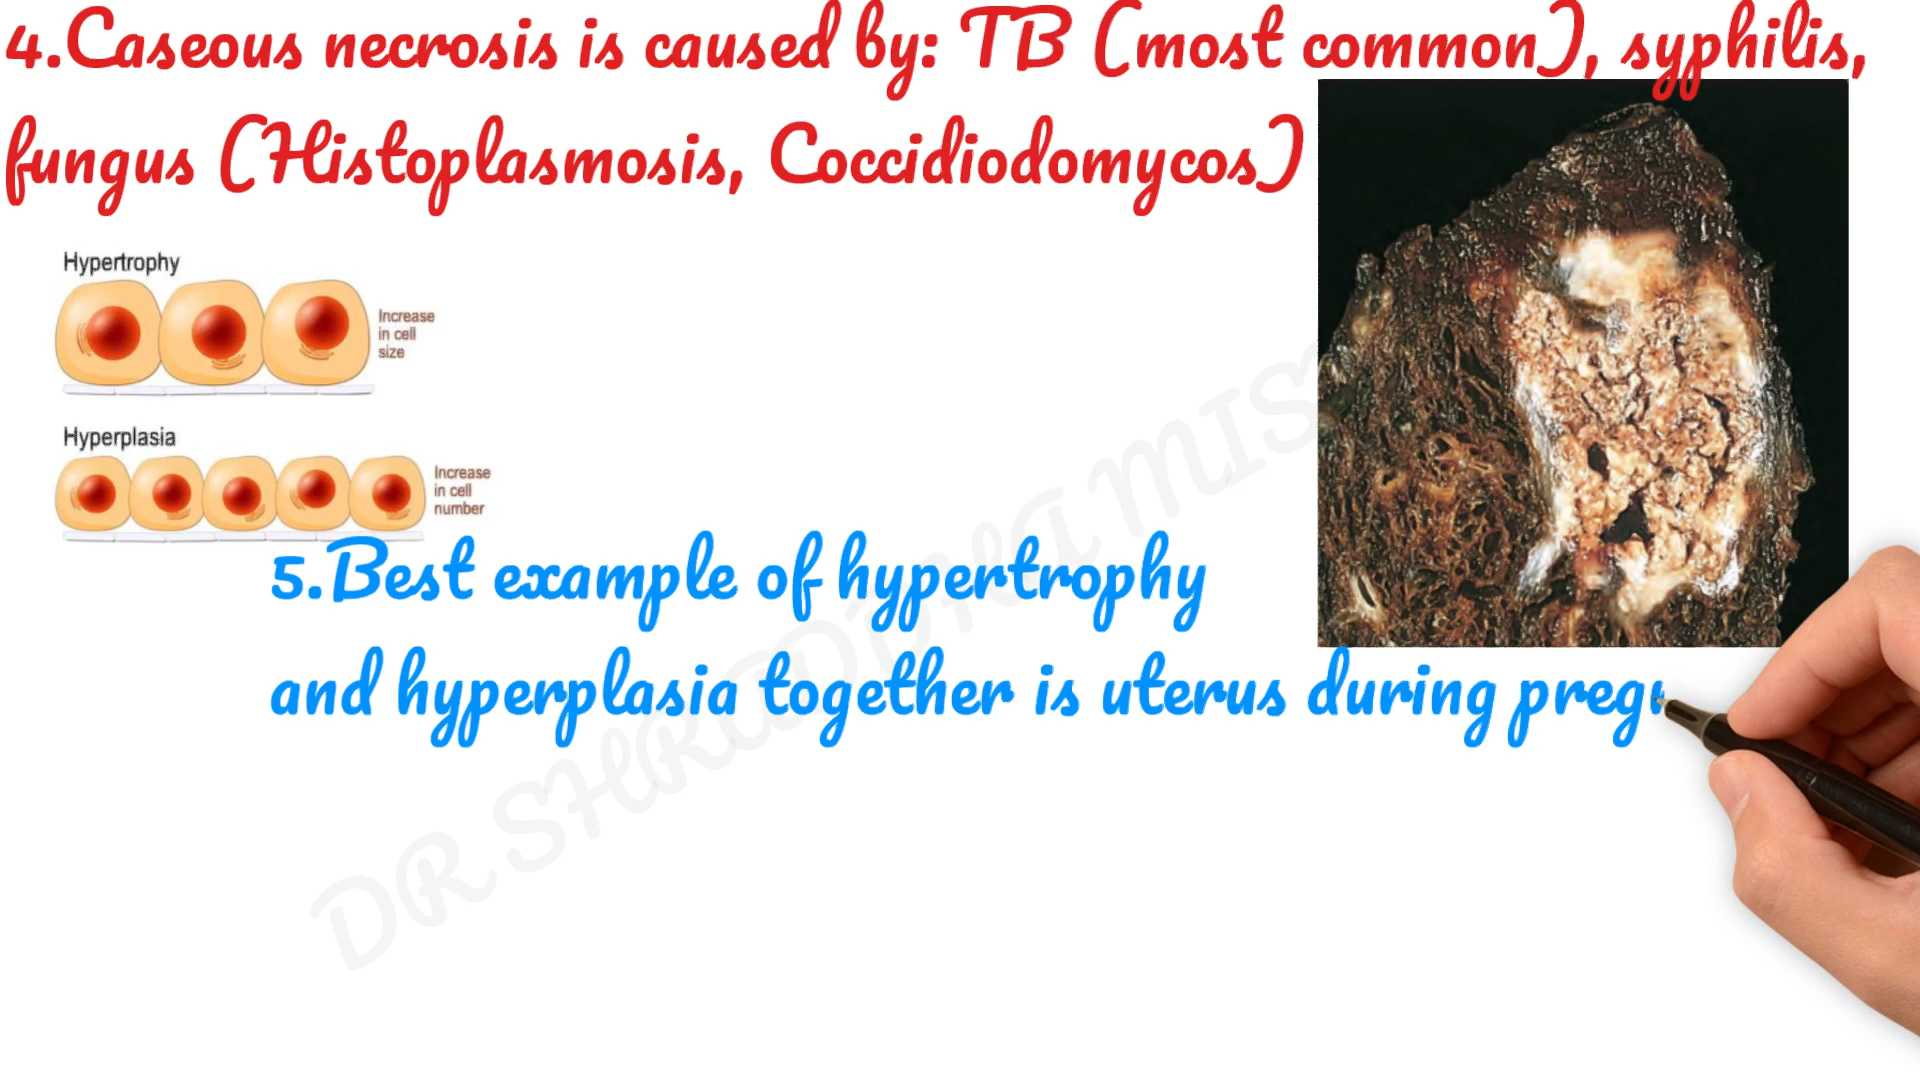 4.Caseous necrosis is caused by: TB (most common), syphilis,
fungus (Histoplasmosis, Coccidiodomycos)
Hypertrophy
Increase
in cell
size
Hyperplasia
Increase
in cell
number
5.Best example of hypertrophy
and hyperplasia together is uterus during preg
DR SHRADDHA MIS